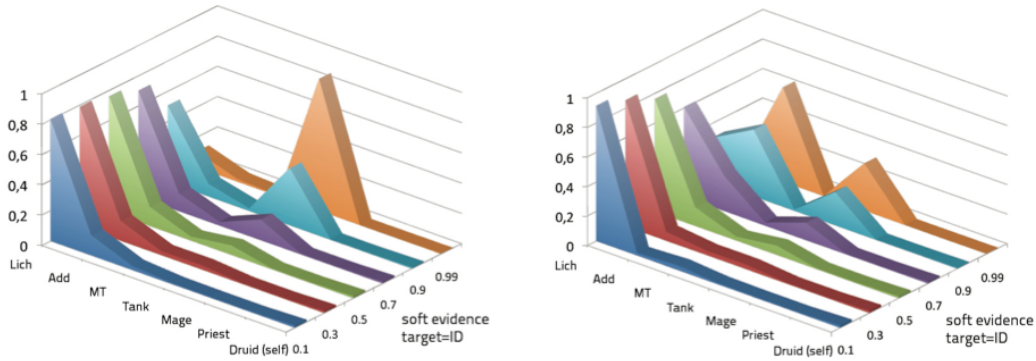 1
0,8
0,6
0,4
0,2
0
Lich
Add
MT
Tank
Mage
Priest
Druid (self)
0.1
0.3
0.5
0.7
0.9
0.99
soft evidence
target=ID
1
0,8
0,6
0,4
0,2
0
Lich
Add
MT
Tank
Mage
Priest
Druid (self)
0.1
0.3
0.5
0.7
0.9
0.99
soft evidence
target=ID